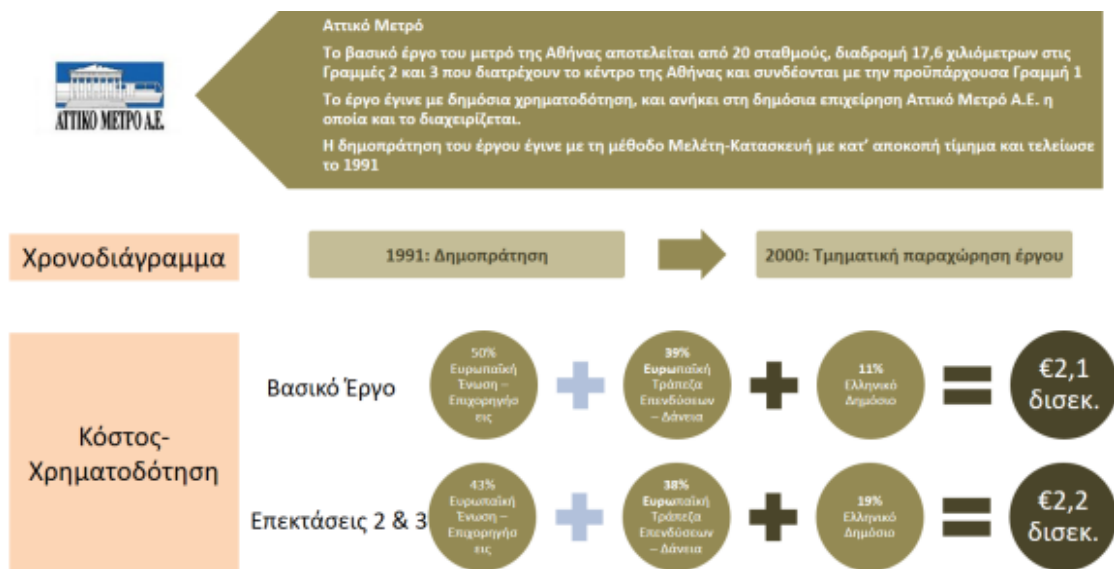 Αττικό Μετρό
Το βασικό έργο του μετρό της Αθήνας αποτελείται από 20 σταθμούς, διαδρομή 17,6 χιλιόμετρων στις
Γραμμές 2 και 3 που διατρέχουν το κέντρο της Αθήνας και συνδέονται με την προϋπάρχουσα Γραμμή 1
Το έργο έγινε με δημόσια χρηματοδότηση, και ανήκει στη δημόσια επιχείρηση Αττικό Μετρό Α.Ε. η
οποία και το διαχειρίζεται.
Η δημοπράτηση του έργου έγινε με τη μέθοδο Μελέτη-Κατασκευή με κατ’ αποκοπή τίμημα και τελείωσε
το 1991
ΑΤΤΙΚΟ ΜΕΤΡΟ Α.Ε.
Χρονοδιάγραμμα
1991: Δημοπράτηση
2000: Τμηματική παραχώρηση έργου
Κόστος-
Χρηματοδότηση
Βασικό Έργο
50%
Ευρωπαϊκή
Ένωση –
Επιχορηγήσ
εις
39%
Ευρωπαϊκή
Τράπεζα
Επενδύσεων
– Δάνεια
11%
Ελληνικό
Δημόσιο
€2,1
δισεκ.
Επεκτάσεις 2 & 3
43%
Ευρωπαϊκή
Ένωση –
Επιχορηγήσ
εις
38%
Ευρωπαϊκή
Τράπεζα
Επενδύσεων
– Δάνεια
19%
Ελληνικό
Δημόσιο
€2,2
δισεκ.